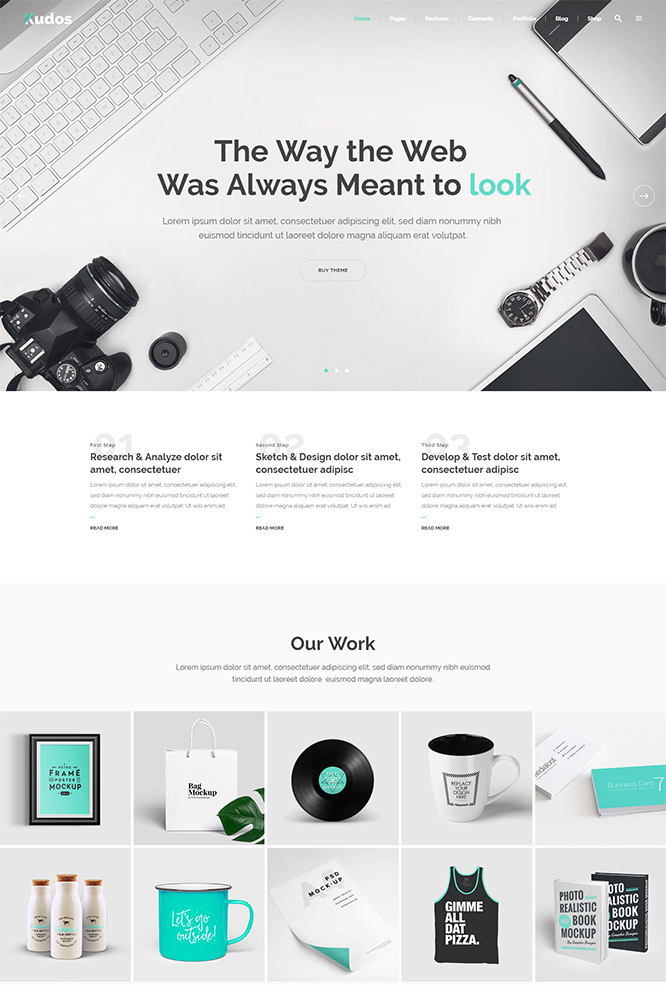 Kudos
Home | Pages | Features | Elements | Portfolio | Blog | Shop
The Way the Web
Was Always Meant to look
Lorem ipsum dolor sit amet, consectetuer adipiscing elit, sed diam nonummy nibh
euismod tincidunt ut laoreet dolore magna aliquam erat volutpat.
BUY THEME
01
First Step
Research & Analyze dolor sit
amet, consectetuer
Lorem ipsum dolor sit amet, consectetuer adipiscing elit,
sed diam nonummy nibh euismod tincidunt ut laoreet
dolore magna aliquam erat volutpat. Ut wisi enim ad
READ MORE
02
Second Step
Sketch & Design dolor sit amet,
consectetuer adipisc
Lorem ipsum dolor sit amet, consectetuer adipiscing elit,
sed diam nonummy nibh euismod tincidunt ut laoreet
dolore magna aliquam erat volutpat. Ut wisi enim ad
READ MORE
03
Third Step
Develop & Test dolor sit amet,
consectetuer adipisc
Lorem ipsum dolor sit amet, consectetuer adipiscing elit,
sed diam nonummy nibh euismod tincidunt ut laoreet
dolore magna aliquam erat volutpat. Ut wisi enim ad
READ MORE
Our Work
Lorem ipsum dolor sit amet, consectetuer adipiscing elit, sed diam nonummy nibh
tincidunt ut laoreet dolore euismod magna aliquam erat volutpat.
RETRO
FRAME
POSTER
MOCKUP
Bag
Mockup
REPLACE
YOUR
DESIGN
HERE
Business Card
7
Let's go
outside!
PSD
MOCK-UP
GIMME
ALL
DAT
PIZZA.
PHOTO
REALISTIC
BOOK
MOCKUP
PHOTO
REALISTIC
BOOK
MOCKUP